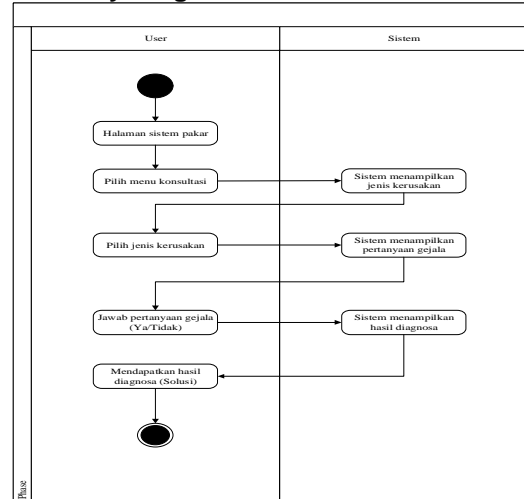 User
Sistem
Halaman sistem pakar
Pilih menu konsultasi
Sistem menampilkan
jenis kerusakan
Pilih jenis kerusakan
Sistem menampilkan
pertanyaan gejala
Jawab pertanyaan gejala
(Ya/Tidak)
Sistem menampilkan
hasil diagnosa
Mendapatkan hasil
diagnosa (Solusi)
Phase